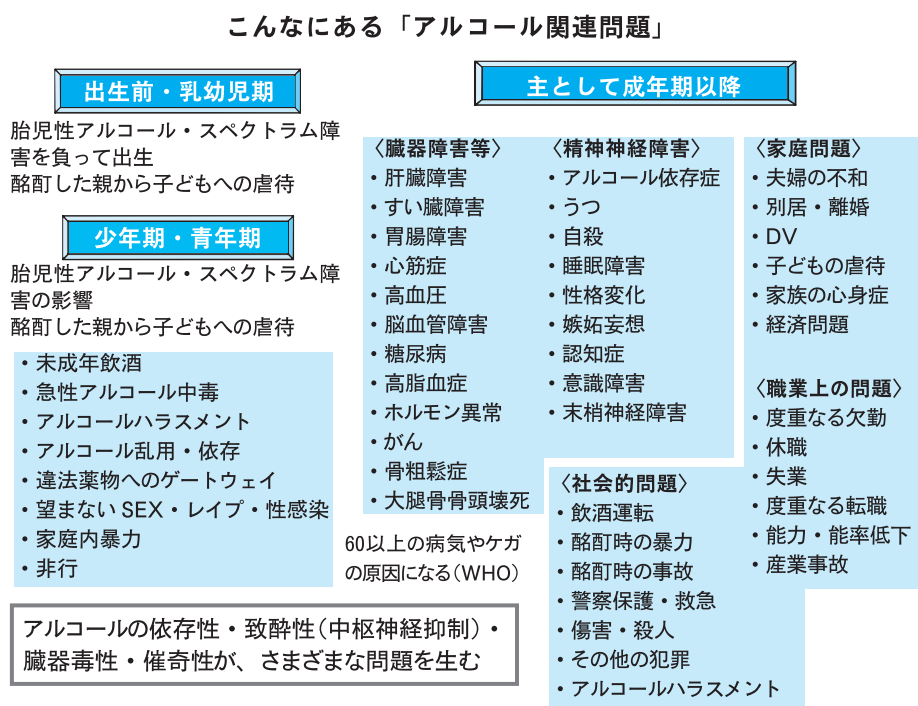 こんなにある「アルコール関連問題」
出生前・乳幼児期
胎児性アルコール・スペクトラム障
害を負って出生
酩酊した親から子どもへの虐待
少年期・青年期
胎児性アルコール・スペクトラム障
害の影響
酩酊した親から子どもへの虐待
・未成年飲酒
・急性アルコール中毒
・アルコールハラスメント
・アルコール乱用・依存
・違法薬物へのゲートウェイ
・望まないSEX・レイプ・性感染
・家庭内暴力
・非行
主として成年期以降
〈臓器障害等〉
・肝臓障害
・すい臓障害
・胃腸障害
・心筋症
・高血圧
・脳血管障害
・糖尿病
・高脂血症
・ホルモン異常
・がん
・骨粗鬆症
・大腿骨骨頭壊死
60以上の病気やケガ
の原因になる(WHO)
〈精神神経障害〉
・アルコール依存症
・うつ
・自殺
・睡眠障害
・性格変化
・嫉妬妄想
・認知症
・意識障害
・末梢神経障害
〈社会的問題〉
・飲酒運転
・酩酊時の暴力
・酩酊時の事故
・警察保護・救急
・傷害・殺人
・その他の犯罪
・アルコールハラスメント
〈家庭問題〉
・夫婦の不和
・別居・離婚
・DV
・子どもの虐待
・家族の心身症
・経済問題
〈職業上の問題〉
・度重なる欠勤
・休職
・失業
・度重なる転職
・能力・能率低下
・産業事故
アルコールの依存性・致酔性(中枢神経抑制)・
臓器毒性・催奇性が、さまざまな問題を生む